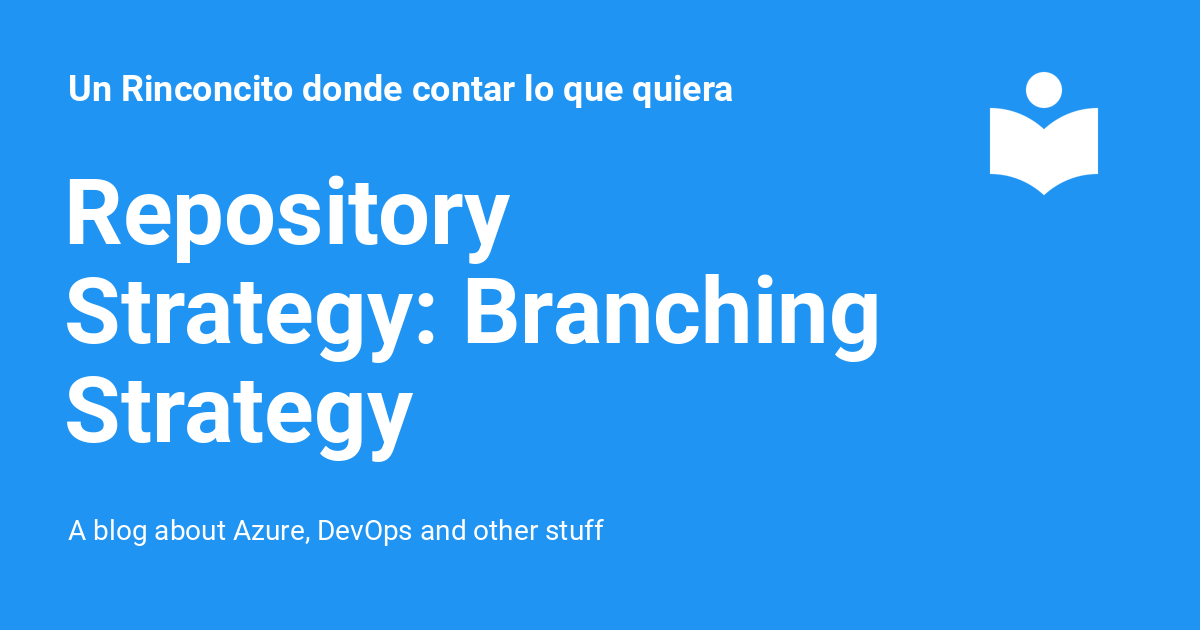 Un Rinconcito donde contar lo que quiera
Repository
Strategy: Branching
Strategy
A blog about Azure, DevOps and other stuff